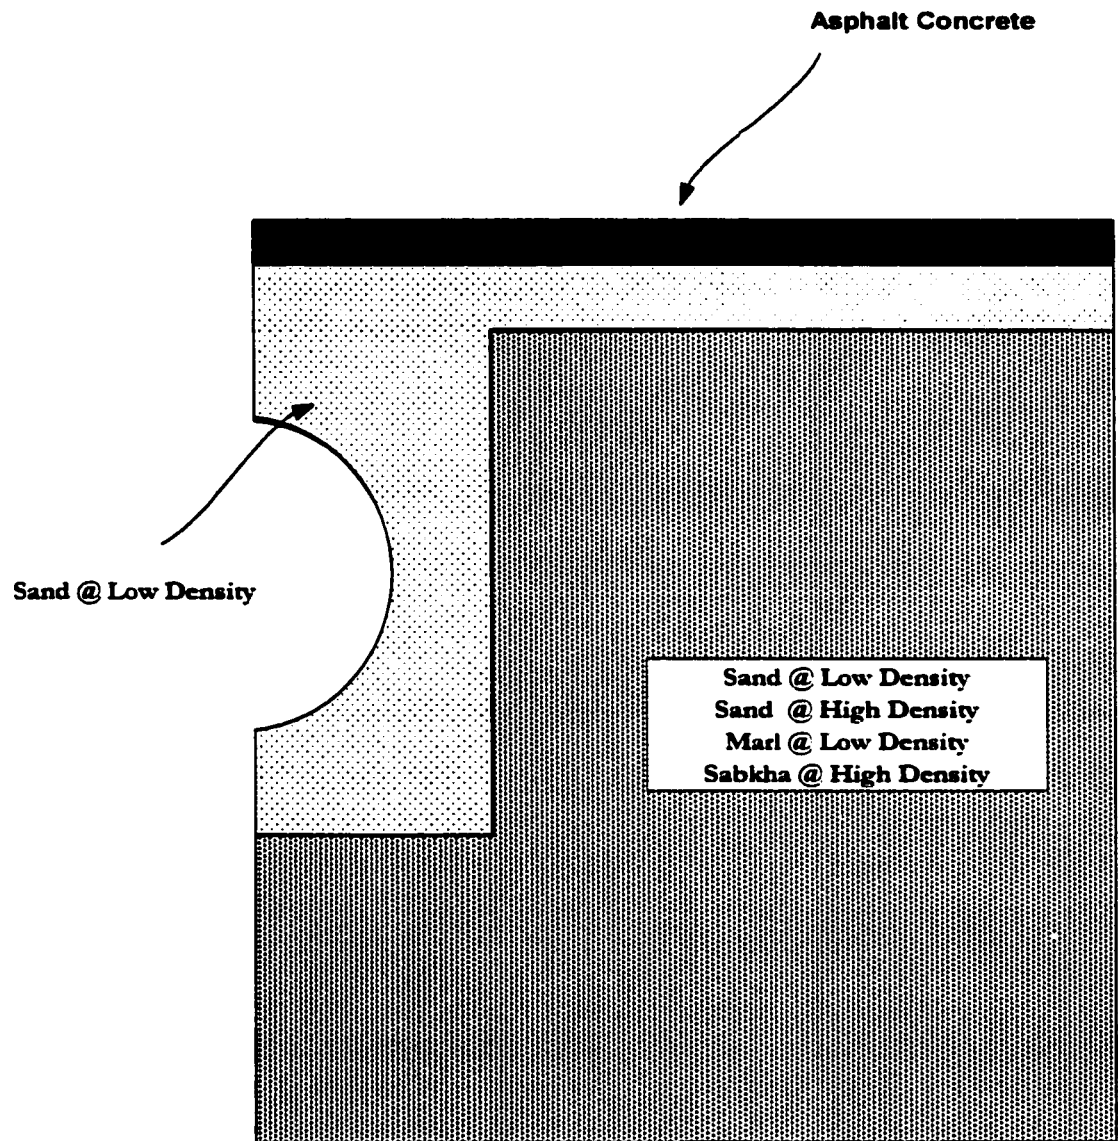 Asphalt Concrete
Sand @ Low Density
Sand @ Low Density
Sand @ High Density
Marl @ Low Density
Sabkha @ High Density